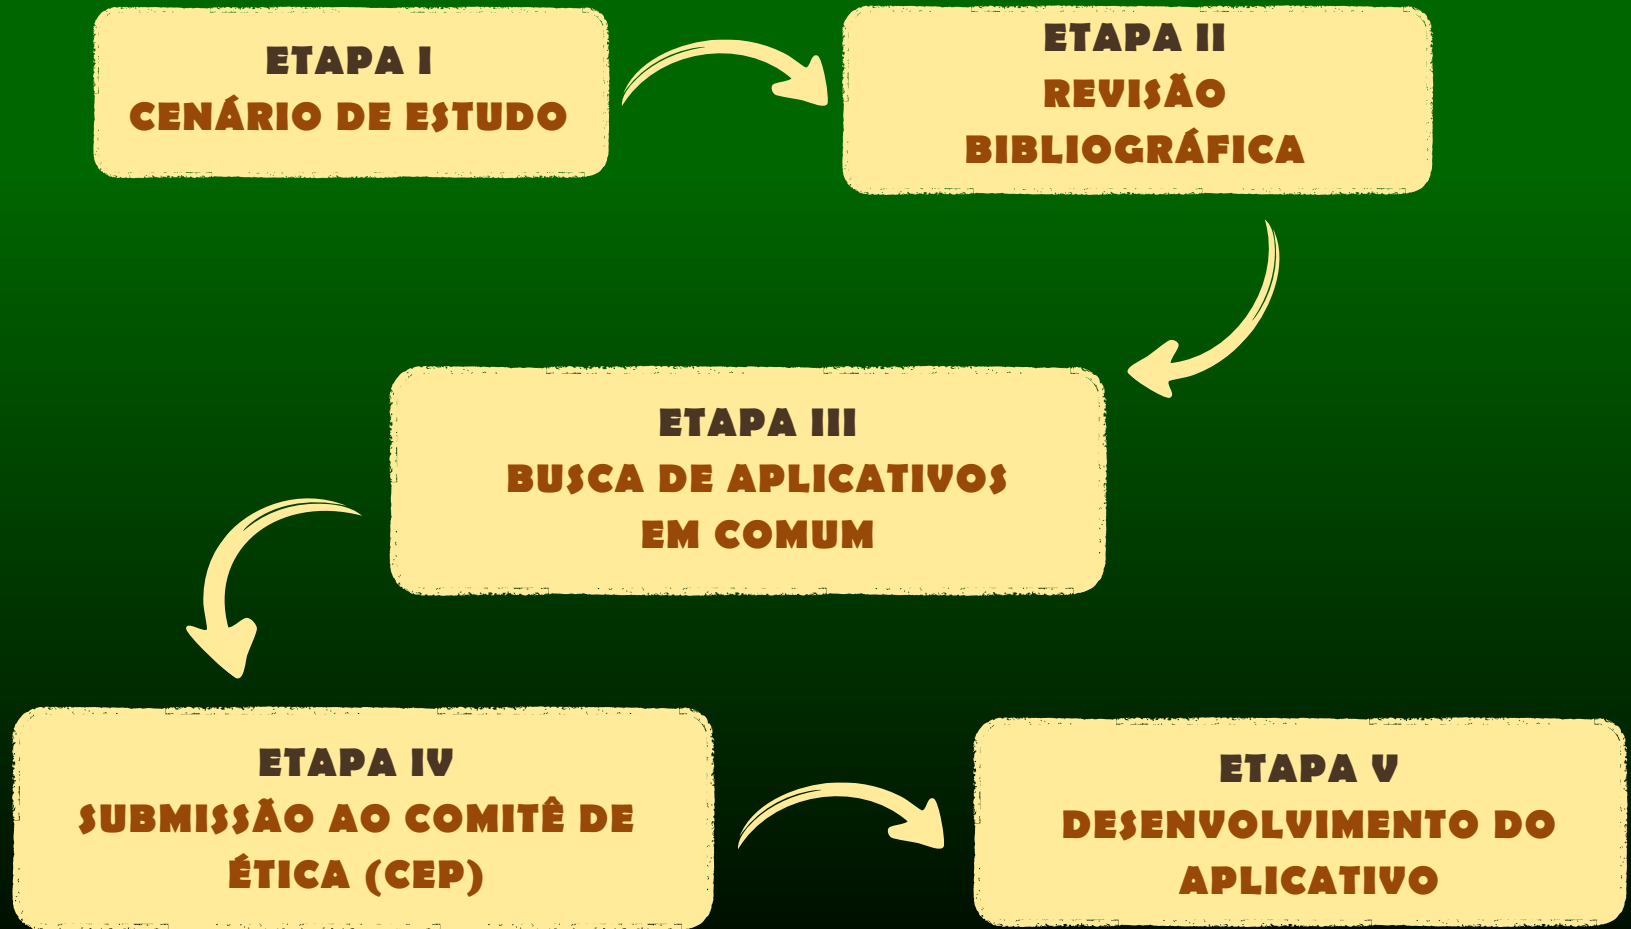 ETAPA I
CENÁRIO DE ESTUDO
ETAPA II
REVISÃO
BIBLIOGRÁFICA
ETAPA III
BUSCA DE APLICATIVOS
EM COMUM
ETAPA IV
SUBMISSÃO AO COMITÊ DE
ÉTICA (CEP)
ETAPA V
DESENVOLVIMENTO DO
APLICATIVO